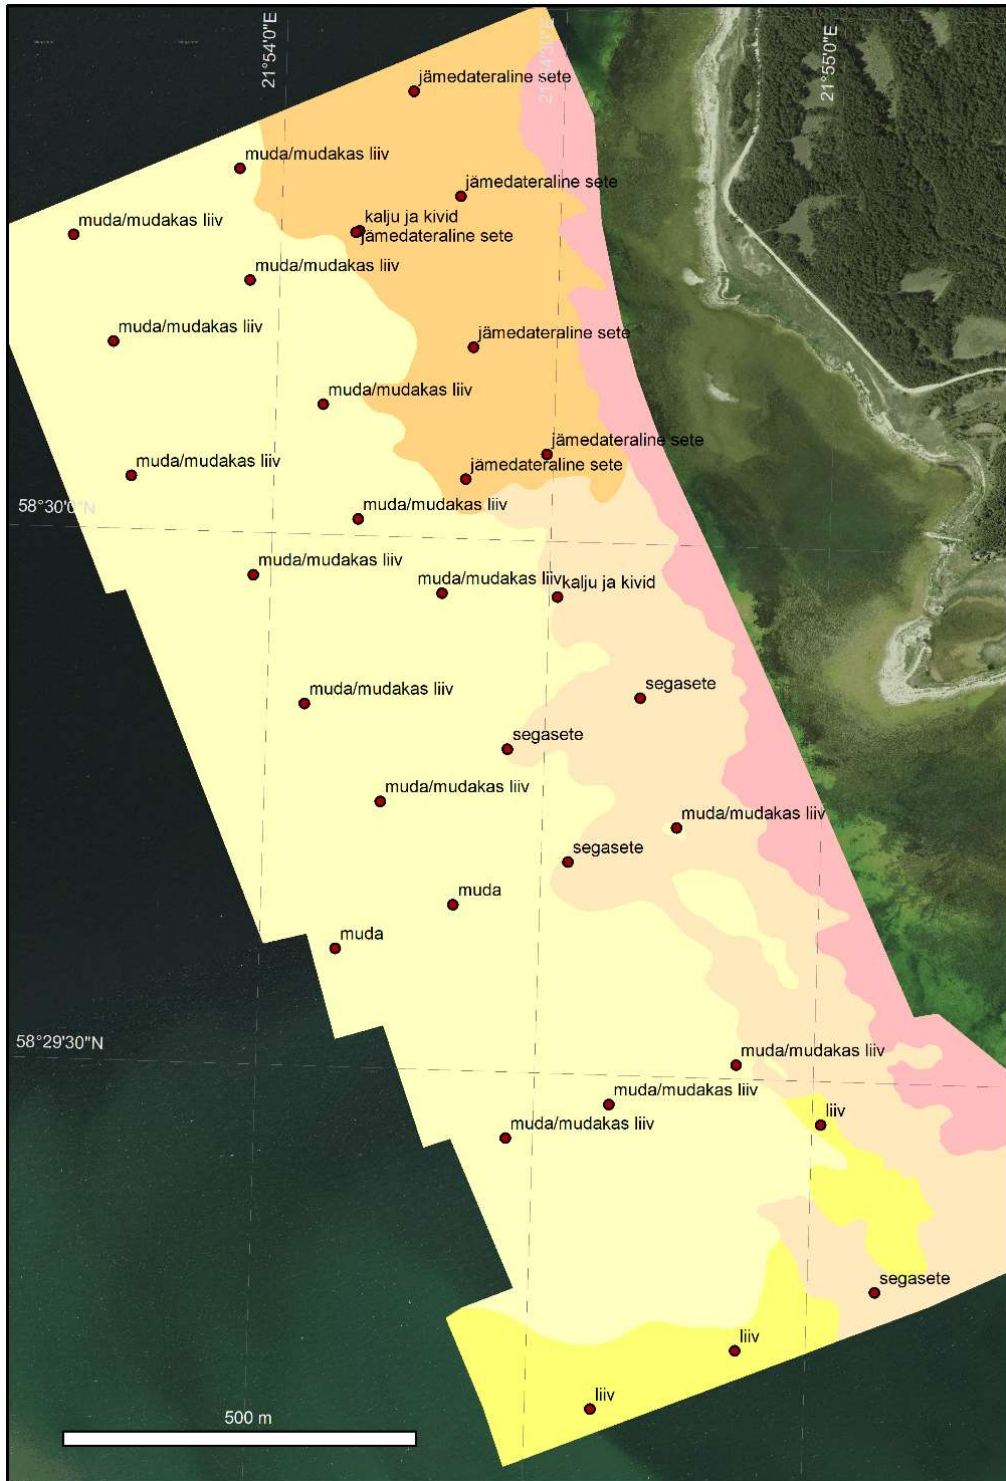 21°54'0"E
21°54'30"E
21°55'0"E
jämedateraline sete
muda/mudakas liiv
jämedateraline sete
kalju ja kivid
muda/mudakas liiv
jämedateraline sete
muda/mudakas liiv
muda/mudakas liiv
jämedateraline sete
muda/mudakas liiv
jämedateraline sete
muda/mudakas liiv
jämedateraline sete
58°30'0"N
muda/mudakas liiv
muda/mudakas liiv
muda/mudakas liiv
kalju ja kivid
muda/mudakas liiv
segasete
segasete
muda/mudakas liiv
muda/mudakas liiv
segasete
muda
muda
58°29'30"N
muda/mudakas liiv
muda/mudakas liiv
muda/mudakas liiv
liiv
segasete
liiv
liiv
500 m